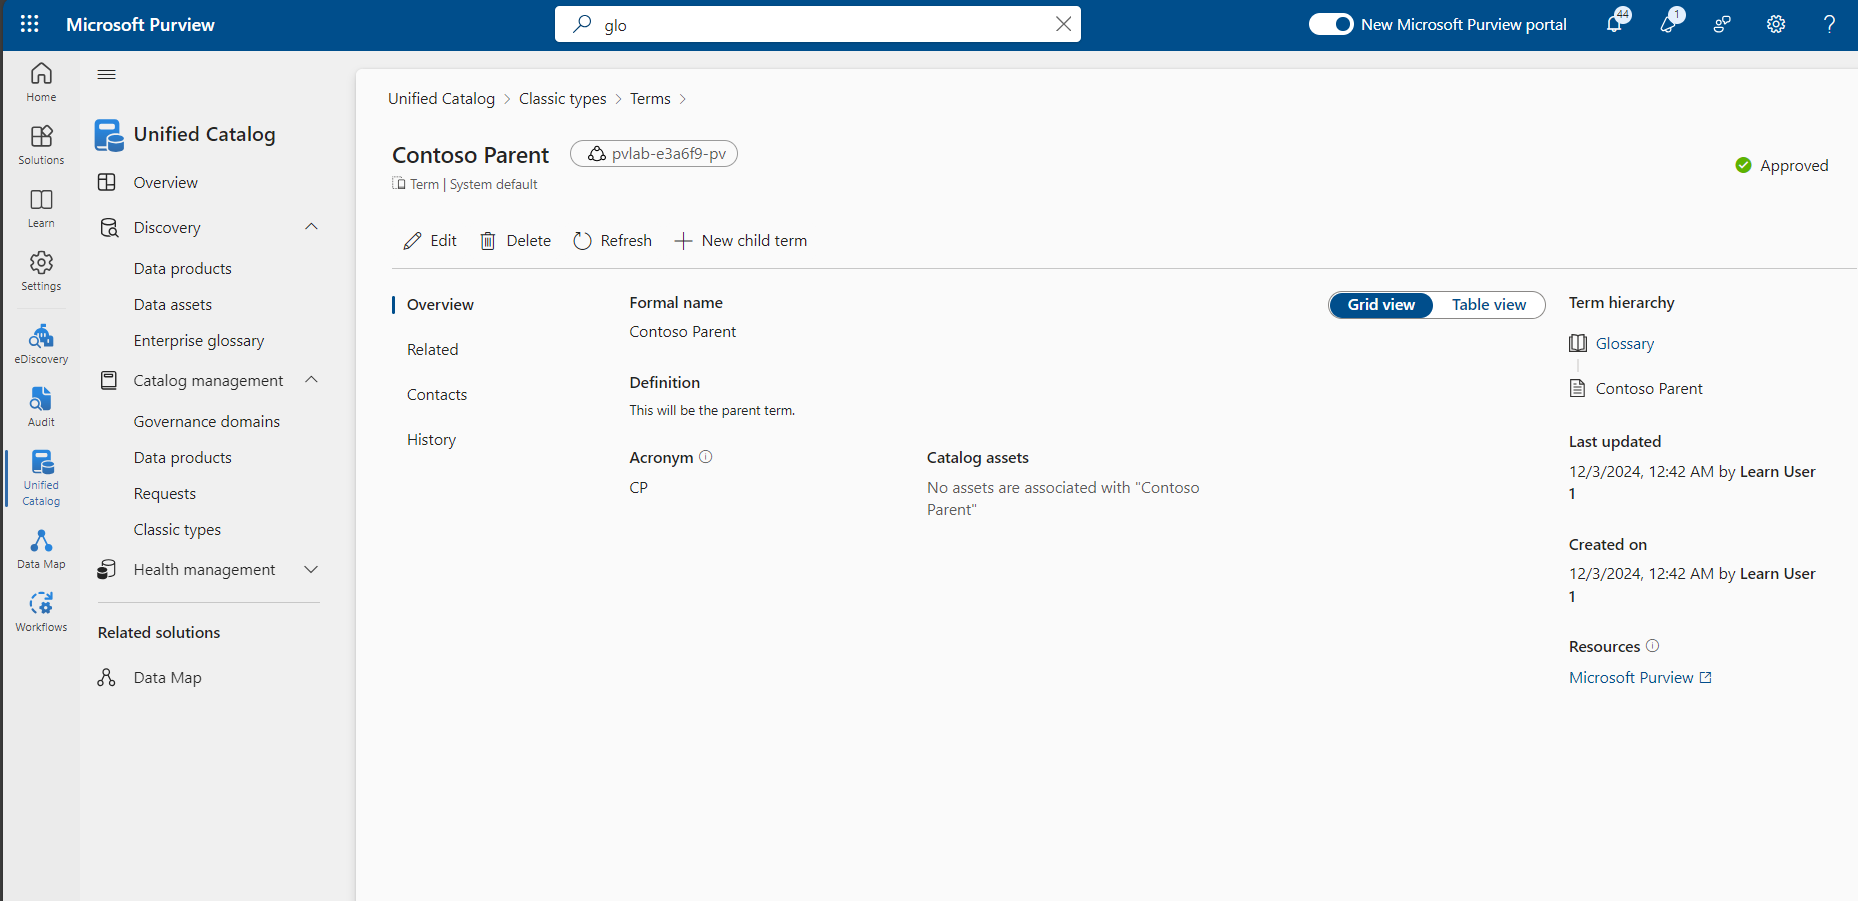 Microsoft Purview
glo
New Microsoft Purview portal
44
1
Home
Solutions
Learn
Settings
eDiscovery
Audit
Unified
Catalog
Data Map
Workflows
Unified Catalog
Overview
Discovery
Data products
Data assets
Enterprise glossary
Catalog management
Governance domains
Data products
Requests
Classic types
Health management
Related solutions
Data Map
Unified Catalog > Classic types > Terms >
Contoso Parent
pvlab-e3a6f9-pv
Term | System default
Approved
Edit
Delete
Refresh
New child term
Overview
Related
Contacts
History
Formal name
Contoso Parent
Definition
This will be the parent term.
Acronym
CP
Catalog assets
No assets are associated with "Contoso
Parent"
Grid view
Table view
Term hierarchy
Glossary
Contoso Parent
Last updated
12/3/2024, 12:42 AM by Learn User
1
Created on
12/3/2024, 12:42 AM by Learn User
1
Resources
Microsoft Purview